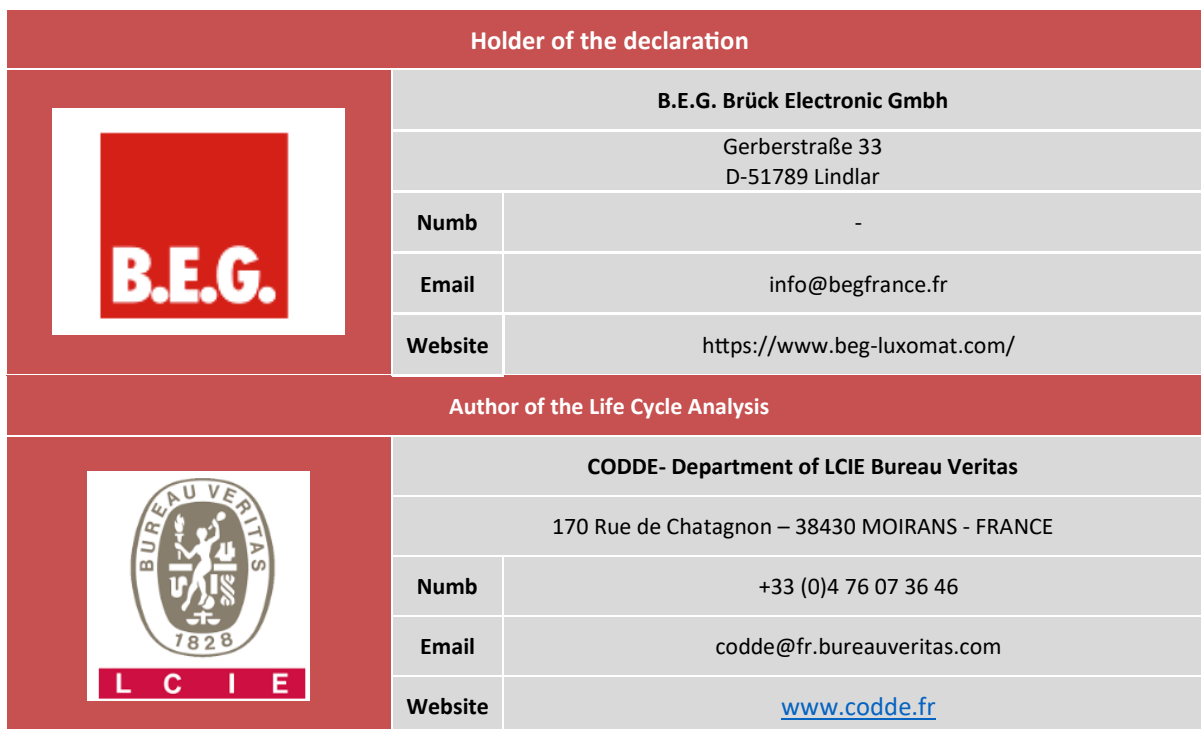 Holder of the declaration
B.E.G.
B.E.G. Brück Electronic Gmbh
Gerberstraße 33
D-51789 Lindlar
Numb -
Email info@begfrance.fr
Website https://www.beg-luxomat.com/
Author of the Life Cycle Analysis
BUREAU VERITAS
1828
L C I E
CODDE- Department of LCIE Bureau Veritas
170 Rue de Chatagnon – 38430 MOIRANS - FRANCE
Numb +33 (0)4 76 07 36 46
Email codde@fr.bureauveritas.com
Website www.codde.fr